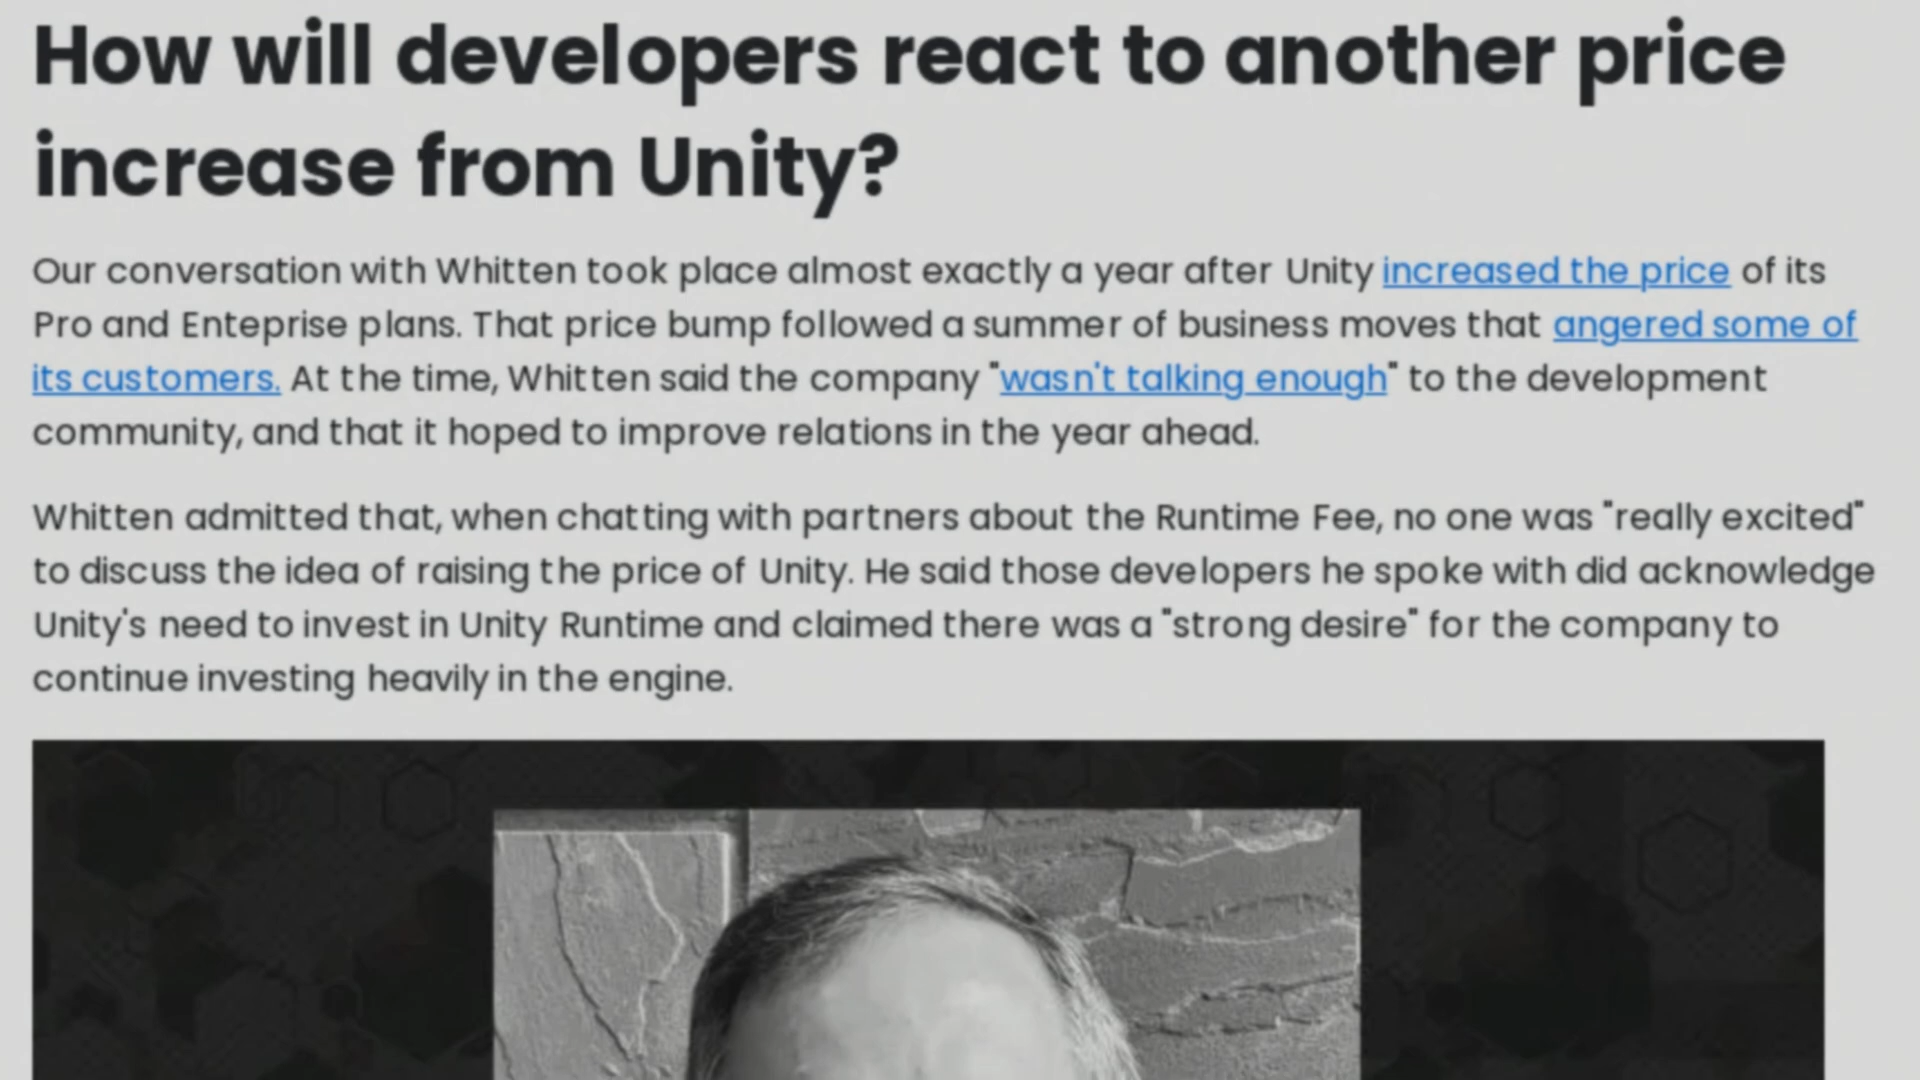 How will developers react to another price
increase from Unity?
Our conversation with Whitten took place almost exactly a year after Unity increased the price of its
Pro and Enteprise plans. That price bump followed a summer of business moves that angered some of
its customers. At the time, Whitten said the company "wasn't talking enough" to the development
community, and that it hoped to improve relations in the year ahead.
Whitten admitted that, when chatting with partners about the Runtime Fee, no one was "really excited"
to discuss the idea of raising the price of Unity. He said those developers he spoke with did acknowledge
Unity's need to invest in Unity Runtime and claimed there was a "strong desire" for the company to
continue investing heavily in the engine.